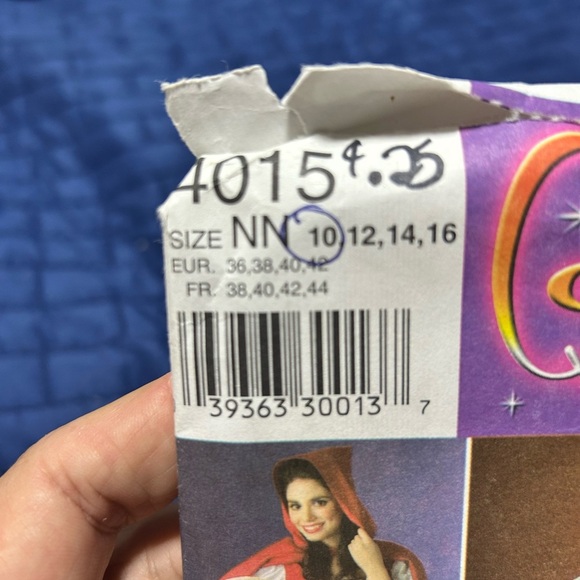 4015 ¢.25
SIZE NN 10,12,14,16
EUR. 36,38,40,42
FR. 38,40,42,44
39363 30013 7